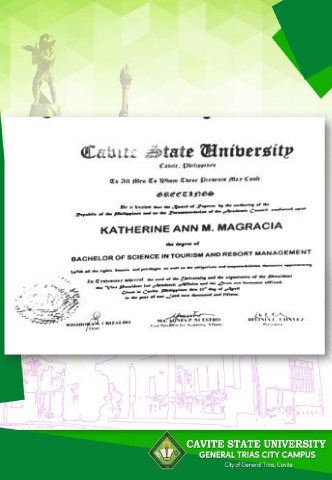 Cavite State University
Cavite, Philippines
To All Men To Whom These Presents May Come
GREETINGS
Be it known that the Board of Regents by the authority of the
Republic of the Philippines and on the Recommendation of the Academic Council confers upon
KATHERINE ANN M. MAGRACIA
the degree of
BACHELOR OF SCIENCE IN TOURISM AND RESORT MANAGEMENT
with all the rights honors and privileges as well as the obligations and responsibilities thereunto appertaining
In Testimony whereof the seal of the University and the signatures of the President
the Vice President for Academic Affairs and the Dean are hereunto affixed.
Given in Cavite Philippines this day of April
in the year of our Lord two thousand and fifteen.
Dean
Vice President for Academic Affairs
President
CAVITE STATE UNIVERSITY
GENERAL TRIAS CITY CAMPUS
City of General Trias, Cavite